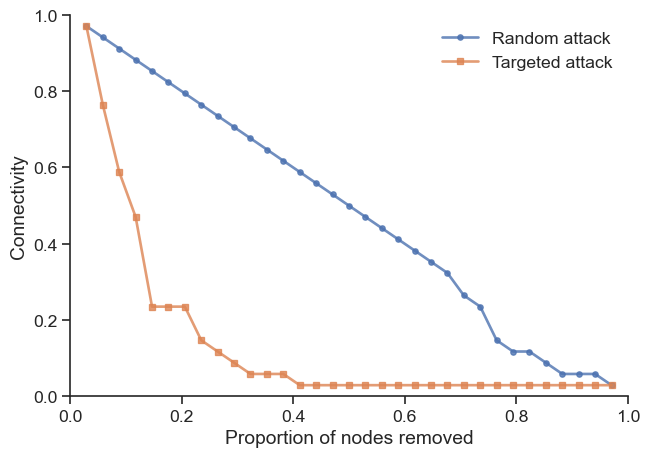 1.0
0.8
0.6
0.4
0.2
0.0
Connectivity
Random attack
Targeted attack
0.0 0.2 0.4 0.6 0.8 1.0
Proportion of nodes removed